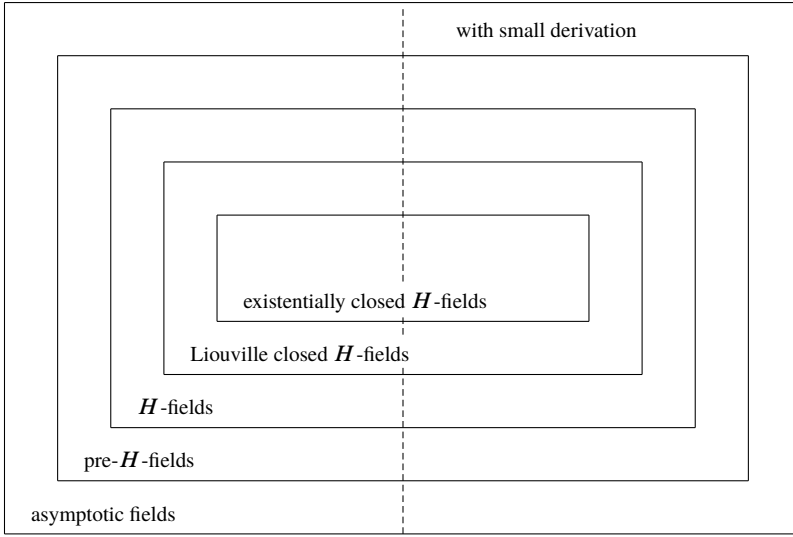 with small derivation
existentially closed H-fields
Liouville closed H-fields
H-fields
pre-H-fields
asymptotic fields